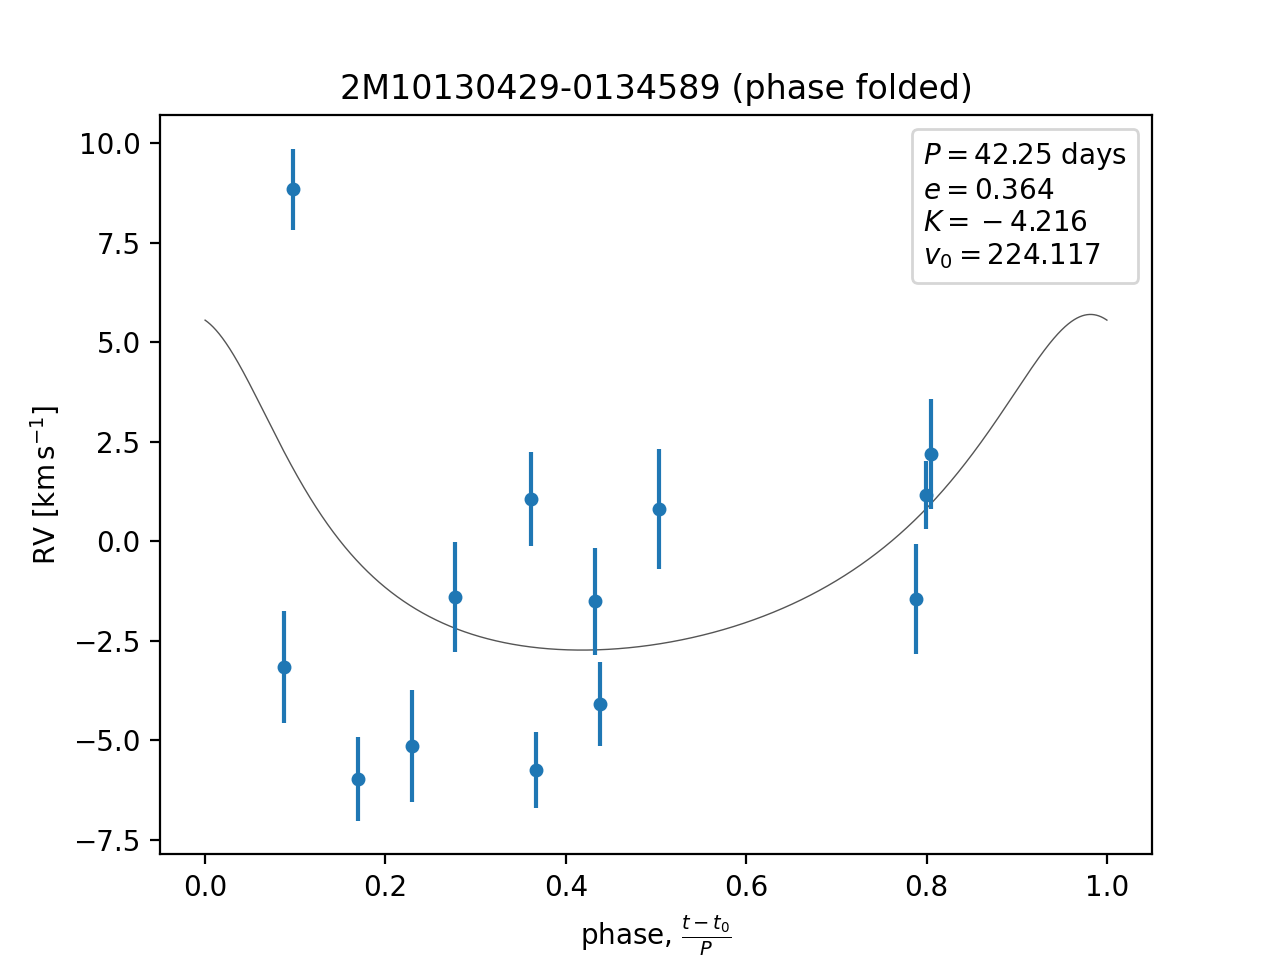 2M10130429-0134589 (phase folded)
P = 42.25 days
e = 0.364
K = −4.216
v₀ = 224.117
10.0
7.5
5.0
2.5
0.0
−2.5
−5.0
−7.5
RV [km s⁻¹]
0.0 0.2 0.4 0.6 0.8 1.0
phase, (t − t₀)/P